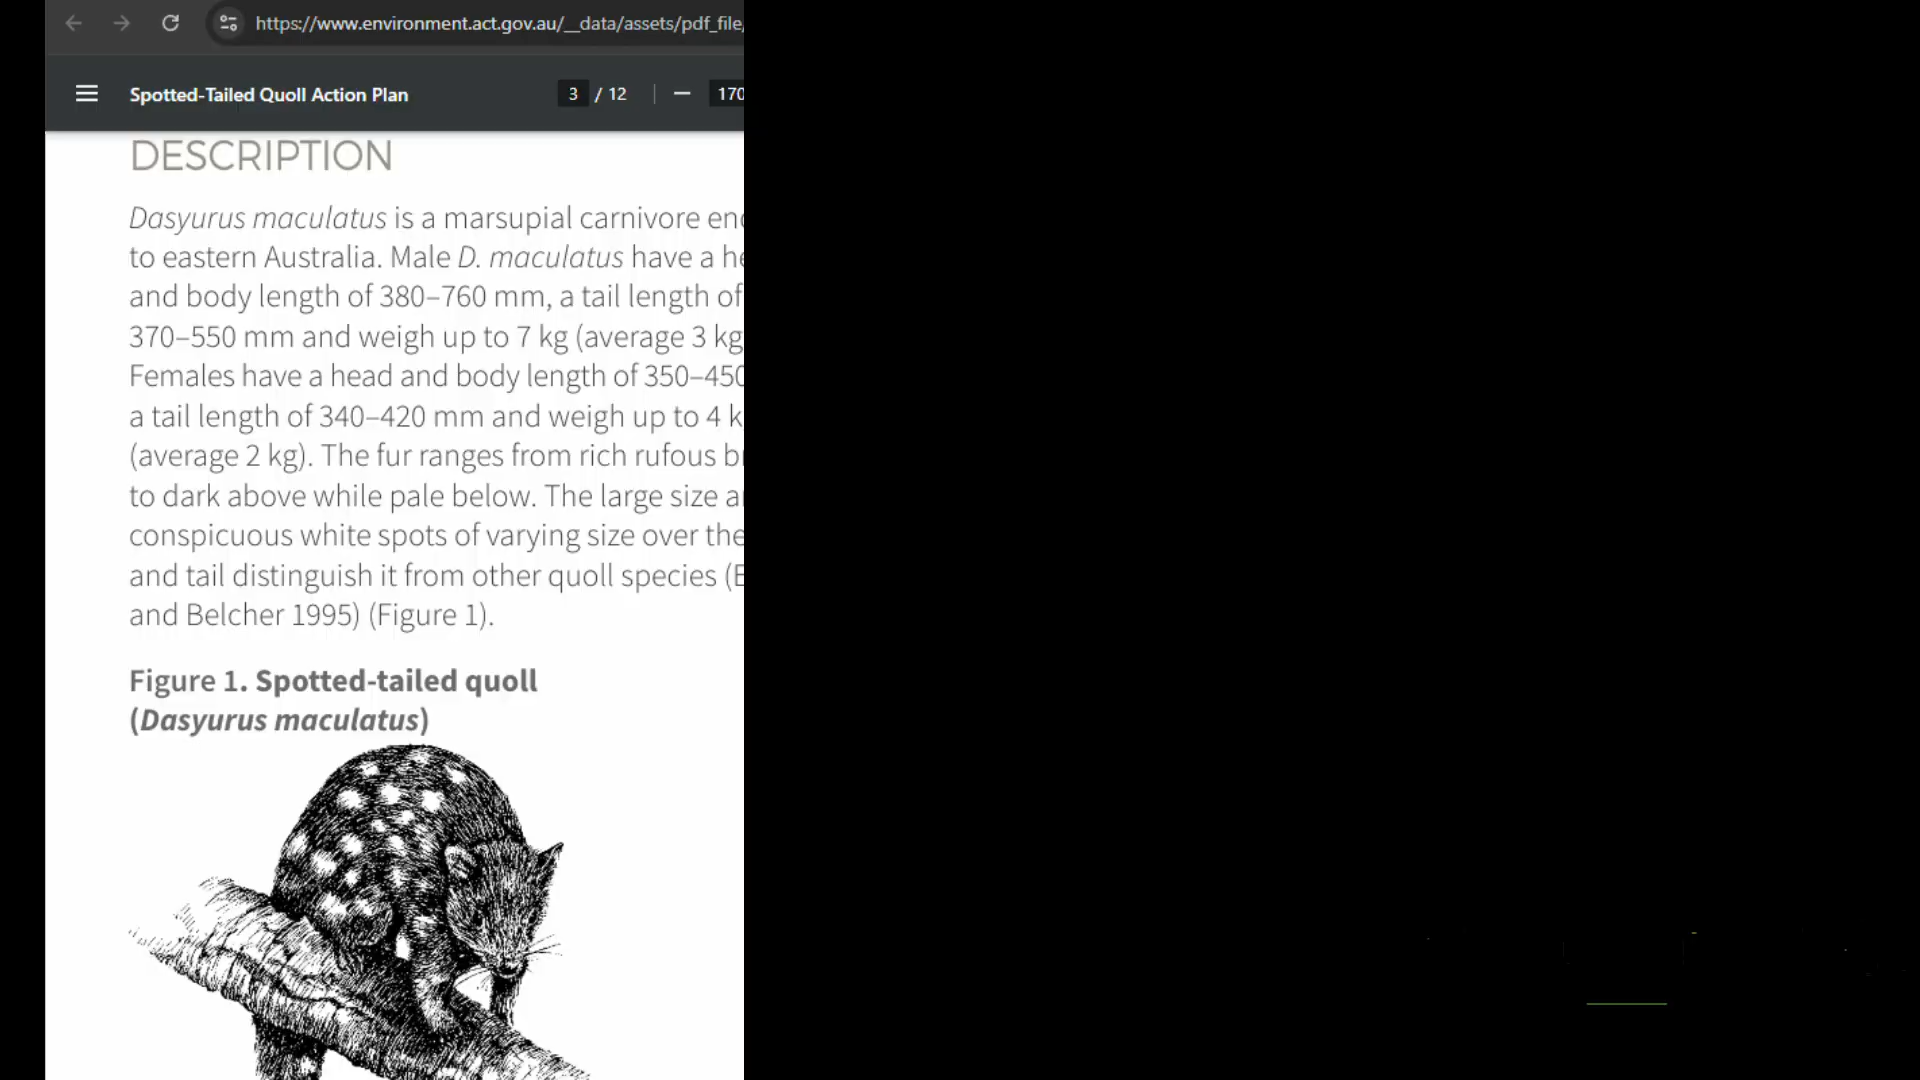 https://www.environment.act.gov.au/__data/assets/pdf_file/
Spotted-Tailed Quoll Action Plan
3 / 12
170
DESCRIPTION
Dasyurus maculatus is a marsupial carnivore
to eastern Australia. Male D. maculatus have a
and body length of 380–760 mm, a tail length of
370–550 mm and weigh up to 7 kg (average 3 kg
Females have a head and body length of 350–450
a tail length of 340–420 mm and weigh up to 4
(average 2 kg). The fur ranges from rich rufous
to dark above while pale below. The large size
conspicuous white spots of varying size over the
and tail distinguish it from other quoll species
and Belcher 1995) (Figure 1).
Figure 1. Spotted-tailed quoll
(Dasyurus maculatus)